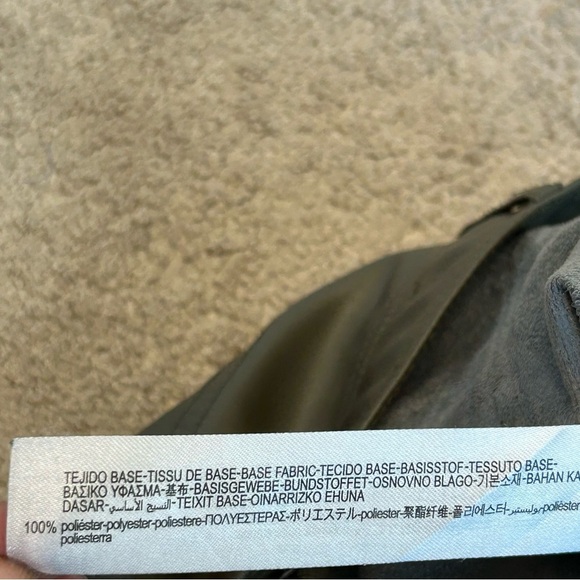 TEJIDO BASE-TISSU DE BASE-BASE FABRIC-TECIDO BASE-BASISSTOF-TESSUTO BASE-
ΒΑΣΙΚΟ ΥΦΑΣΜΑ-基布-BASISGEWEBE-BUNDSTOFFET-OSNOVNO BLAGO-기본소재-BAHAN KA
DASAR-النسيج الأساسي-TEIXIT BASE-OINARRIZKO EHUNA
100% poliéster-polyester-poliestere-ΠΟΛΥΕΣΤΕΡΑΣ-ポリエステル-poliester-聚酯纤维-폴리에스터-بوليستير-poliéster
poliesterra